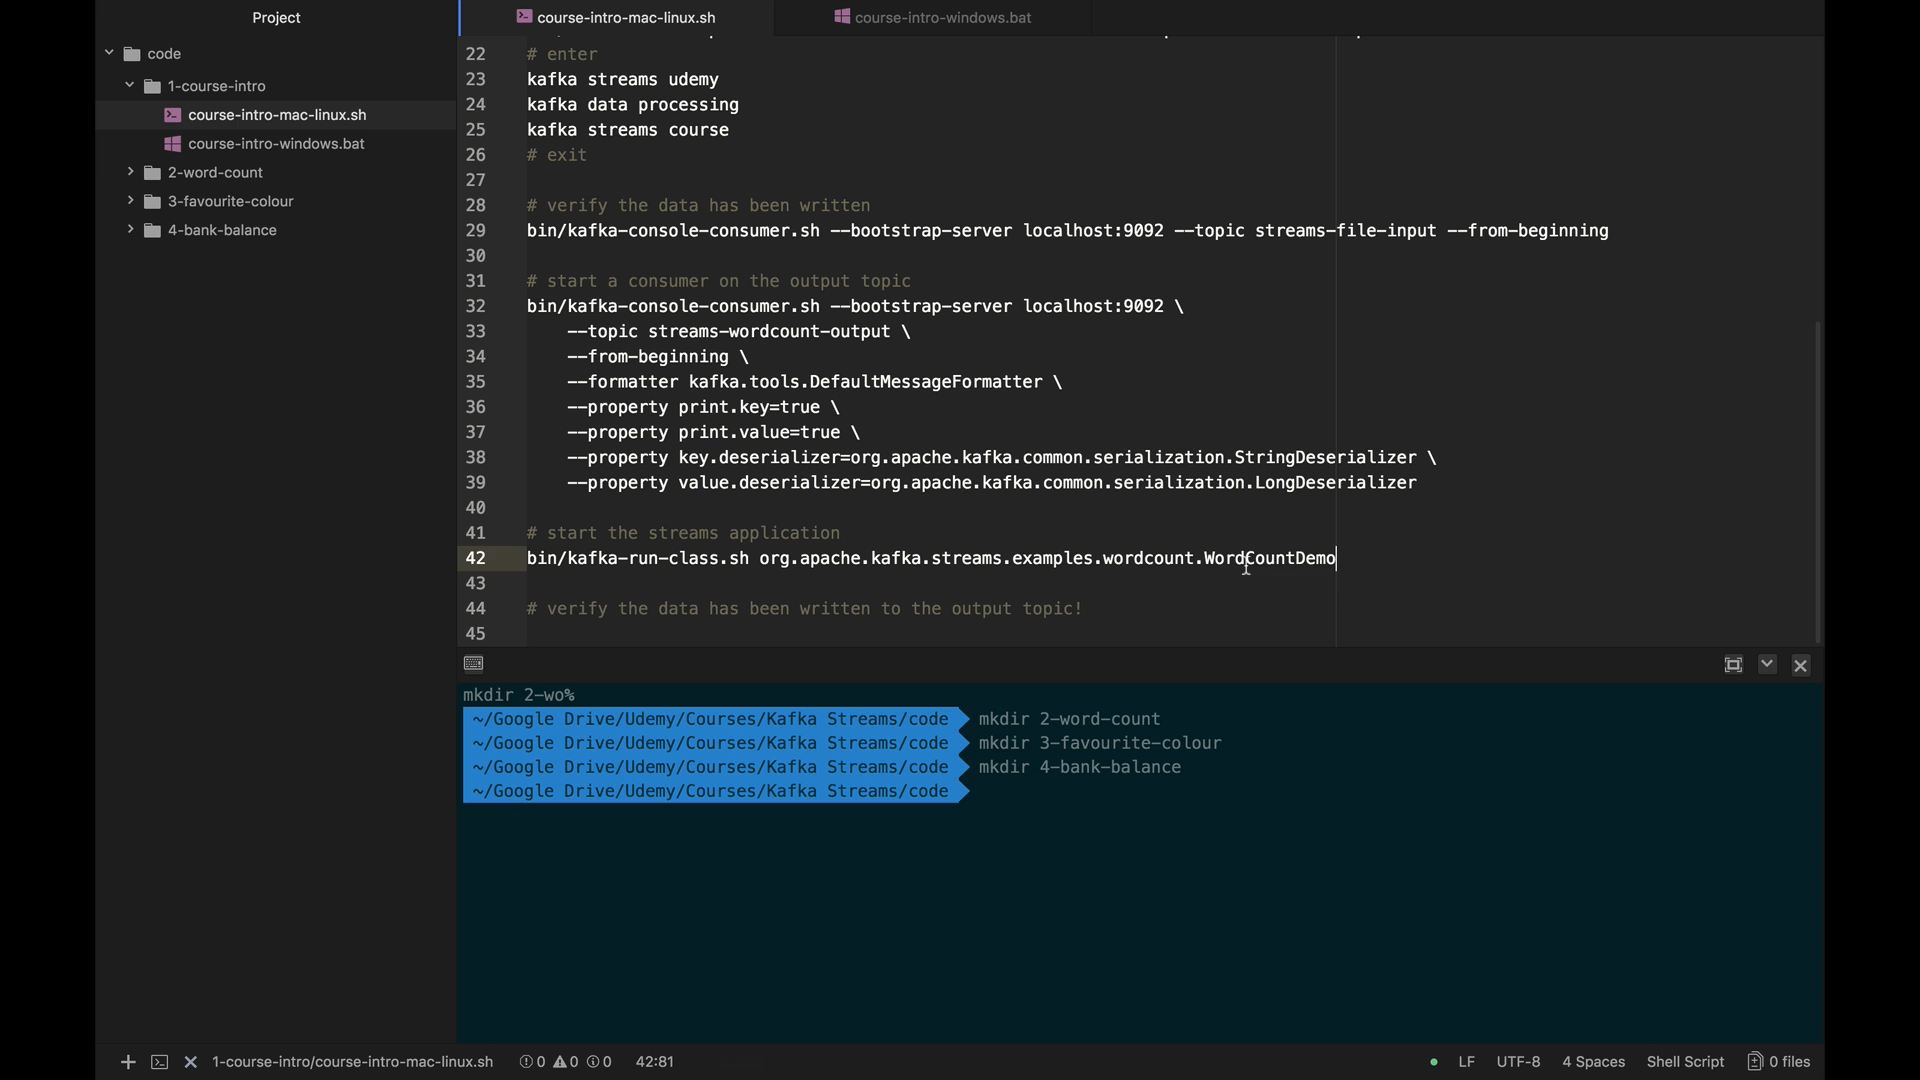 Project
course-intro-mac-linux.sh
course-intro-windows.bat
code
1-course-intro
course-intro-mac-linux.sh
course-intro-windows.bat
2-word-count
3-favourite-colour
4-bank-balance
22 # enter
23 kafka streams udemy
24 kafka data processing
25 kafka streams course
26 # exit
27
28 # verify the data has been written
29 bin/kafka-console-consumer.sh --bootstrap-server localhost:9092 --topic streams-file-input --from-beginning
30
31 # start a consumer on the output topic
32 bin/kafka-console-consumer.sh --bootstrap-server localhost:9092 \
33 --topic streams-wordcount-output \
34 --from-beginning \
35 --formatter kafka.tools.DefaultMessageFormatter \
36 --property print.key=true \
37 --property print.value=true \
38 --property key.deserializer=org.apache.kafka.common.serialization.StringDeserializer \
39 --property value.deserializer=org.apache.kafka.common.serialization.LongDeserializer
40
41 # start the streams application
42 bin/kafka-run-class.sh org.apache.kafka.streams.examples.wordcount.WordCountDemo
43
44 # verify the data has been written to the output topic!
45
mkdir 2-wo%
~/Google Drive/Udemy/Courses/Kafka Streams/code mkdir 2-word-count
~/Google Drive/Udemy/Courses/Kafka Streams/code mkdir 3-favourite-colour
~/Google Drive/Udemy/Courses/Kafka Streams/code mkdir 4-bank-balance
~/Google Drive/Udemy/Courses/Kafka Streams/code
1-course-intro/course-intro-mac-linux.sh 0 0 0 42:81 LF UTF-8 4 Spaces Shell Script 0 files